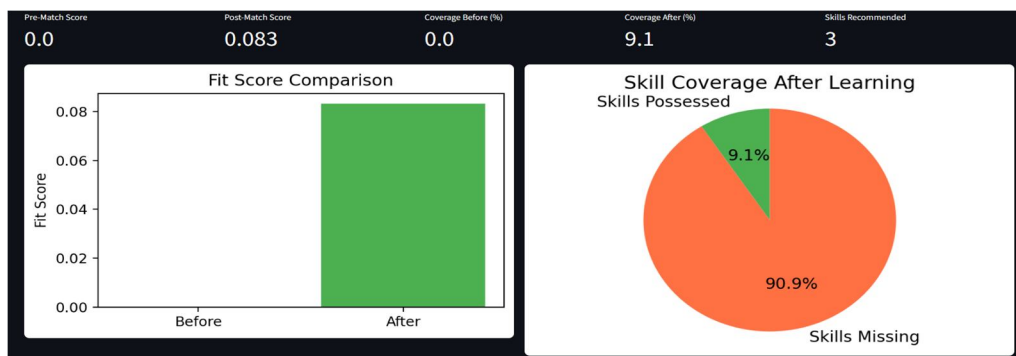 Pre-Match Score
0.0
Post-Match Score
0.083
Coverage Before (%)
0.0
Coverage After (%)
9.1
Skills Recommended
3
Fit Score Comparison
Fit Score
0.08
0.06
0.04
0.02
0.00
Before
After
Skill Coverage After Learning
Skills Possessed
9.1%
90.9%
Skills Missing